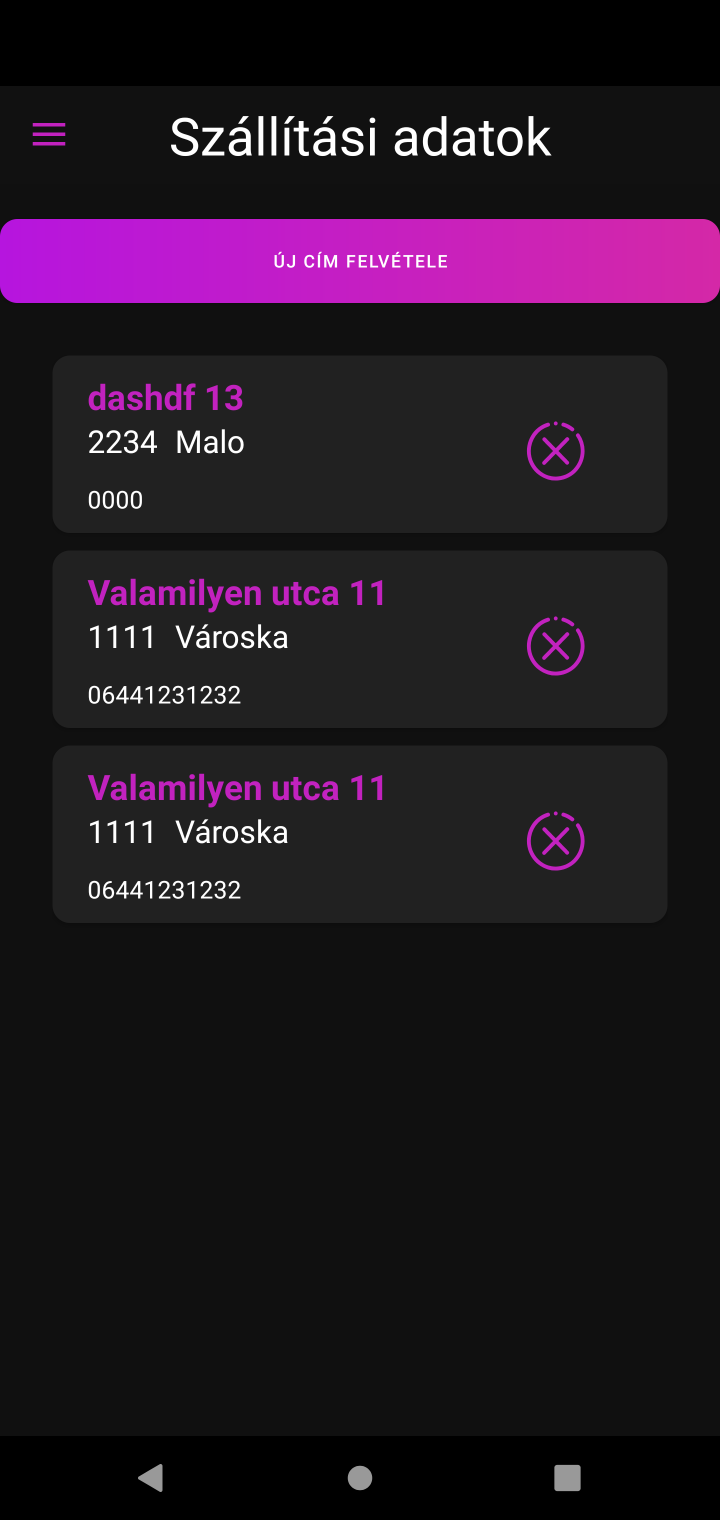 Szállítási adatok
ÚJ CÍM FELVÉTELE
dashdf 13
2234 Malo
0000
Valamilyen utca 11
1111 Városka
06441231232
Valamilyen utca 11
1111 Városka
06441231232